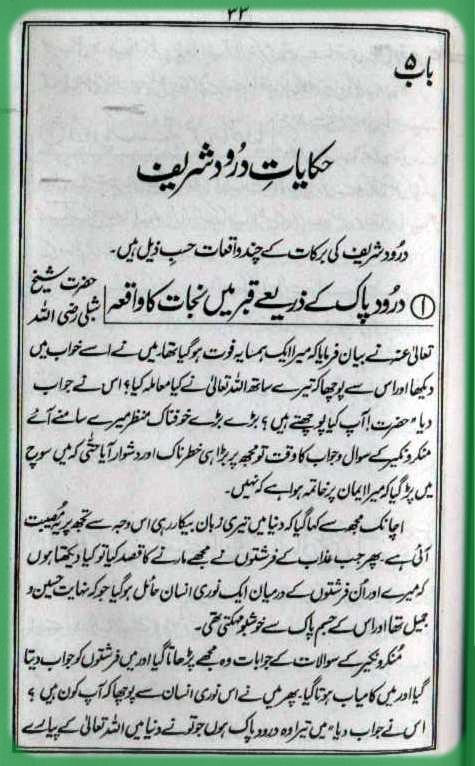 ۳۳
باب ۵
حکایاتِ درود شریف
درود شریف کی برکات کے چند واقعات حسبِ ذیل ہیں۔
① درود پاک کے ذریعے قبر میں نجات کا واقعہ
حضرت شیخ
شبلی رضی اللہ
تعالیٰ عنہ نے بیان فرمایا کہ میرا ایک ہمسایہ فوت ہو گیا تھا، میں نے اسے خواب میں
دیکھا اور اس سے پوچھا کہ تیرے ساتھ اللہ تعالیٰ نے کیا معاملہ کیا؟ اس نے جواب
دیا "حضرت! آپ کیا پوچھتے ہیں؟ بڑے بڑے خوفناک منظر میرے سامنے آئے
منکر و نکیر کے سوال و جواب کا وقت تو مجھ پر بڑا ہی خطرناک اور دشوار آیا حتّٰی کہ میں سوچ
میں پڑ گیا کہ میرا ایمان پر خاتمہ ہوا ہے کہ نہیں۔
اچانک مجھ سے کہا گیا کہ دنیا میں تیری زبان بیکار رہی اس وجہ سے تجھ پر یہ مصیبت
آئی ہے۔ پھر جب عذاب کے فرشتوں نے مجھے مارنے کا قصد کیا تو کیا دیکھتا ہوں
کہ میرے اور اُن فرشتوں کے درمیان ایک نوری انسان حائل ہو گیا جو کہ نہایت حسین و
جمیل تھا اور اس کے جسم پاک سے خوشبو مہکتی تھی۔
منکر و نکیر کے سوالات کے جوابات وہ مجھے پڑھاتا گیا اور میں فرشتوں کو جواب دیتا
گیا اور میں کامیاب ہوتا گیا۔ پھر میں نے اس نوری انسان سے پوچھا کہ آپ کون ہیں؟
اس نے جواب دیا "میں تیرا وہ درود پاک ہوں جو تو نے دنیا میں اللہ تعالیٰ کے پیارے